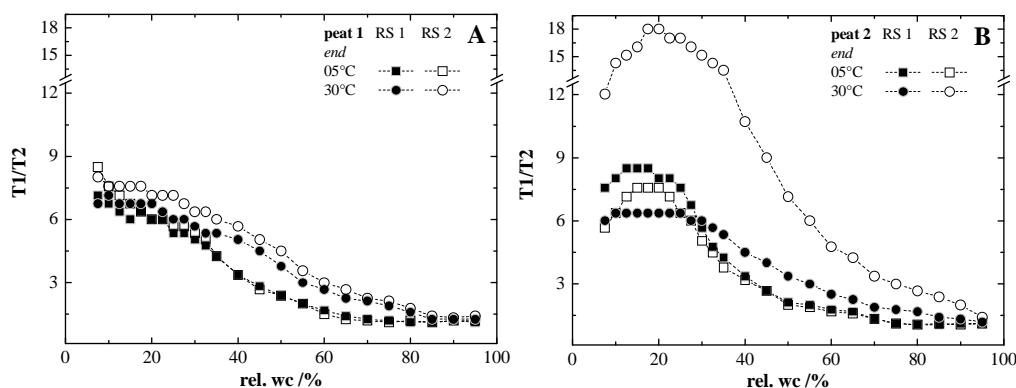 peat 1 RS 1 RS 2 A
end
05°C
30°C
18
15
12
9
6
3
T1/T2
0 20 40 60 80 100
rel. wc /%
peat 2 RS 1 RS 2 B
end
05°C
30°C
18
15
12
9
6
3
T1/T2
0 20 40 60 80 100
rel. wc /%